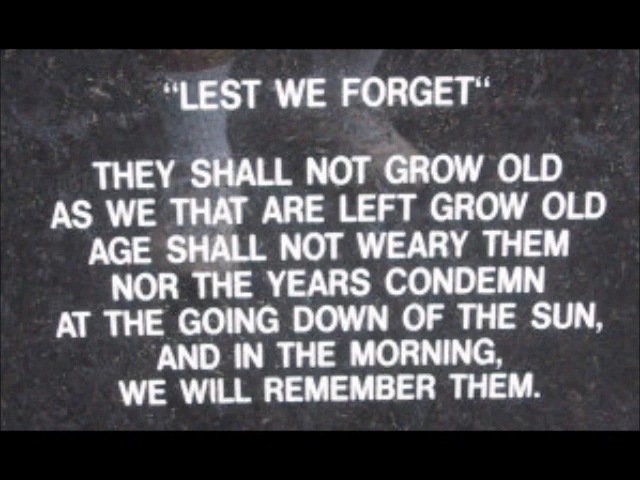 "LEST WE FORGET"
THEY SHALL NOT GROW OLD
AS WE THAT ARE LEFT GROW OLD
AGE SHALL NOT WEARY THEM
NOR THE YEARS CONDEMN
AT THE GOING DOWN OF THE SUN,
AND IN THE MORNING,
WE WILL REMEMBER THEM.